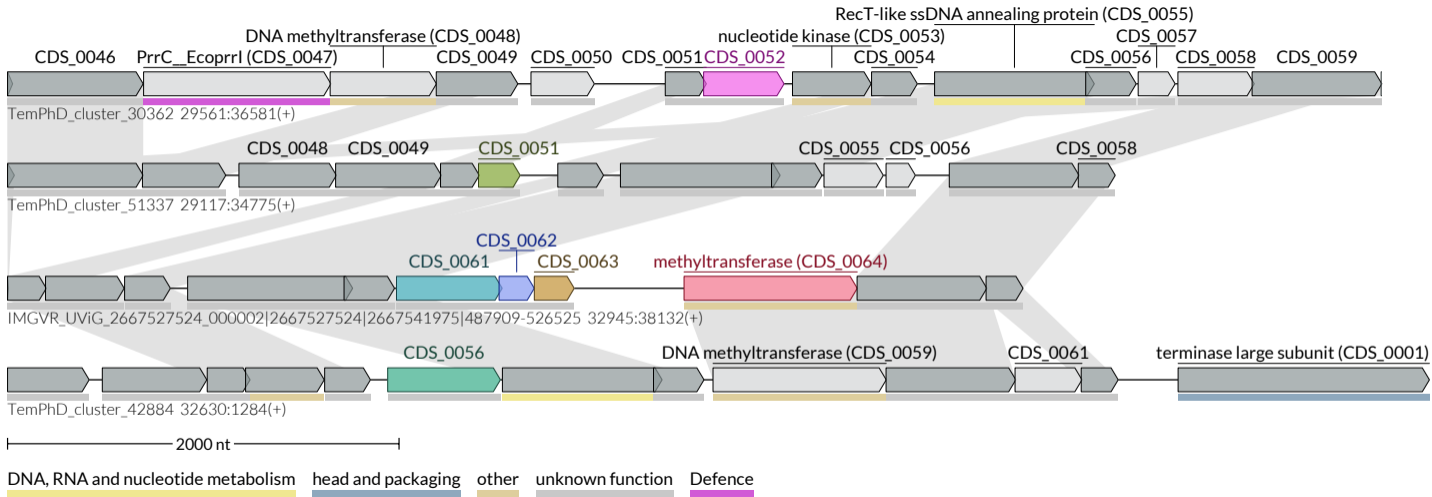 RecT-like ssDNA annealing protein (CDS_0055)
DNA methyltransferase (CDS_0048) nucleotide kinase (CDS_0053) CDS_0057
CDS_0046 PrrC__EcoprrI (CDS_0047) CDS_0049 CDS_0050 CDS_0051 CDS_0052 CDS_0054 CDS_0056 CDS_0058 CDS_0059
TemPhD_cluster_30362 29561:36581(+)
CDS_0048 CDS_0049 CDS_0051 CDS_0055 CDS_0056 CDS_0058
TemPhD_cluster_51337 29117:34775(+)
CDS_0062
CDS_0061 CDS_0063 methyltransferase (CDS_0064)
IMGVR_UViG_2667527524_000002|2667527524|2667541975|487909-526525 32945:38132(+)
CDS_0056 DNA methyltransferase (CDS_0059) CDS_0061 terminase large subunit (CDS_0001)
TemPhD_cluster_42884 32630:1284(+)
2000 nt
DNA, RNA and nucleotide metabolism head and packaging other unknown function Defence